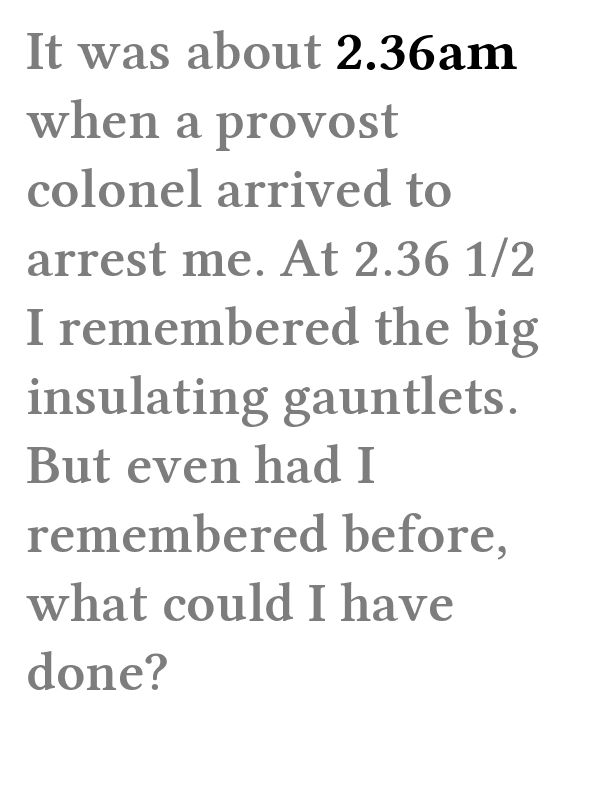 It was about 2.36am
when a provost
colonel arrived to
arrest me. At 2.36 1/2
I remembered the big
insulating gauntlets.
But even had I
remembered before,
what could I have
done?